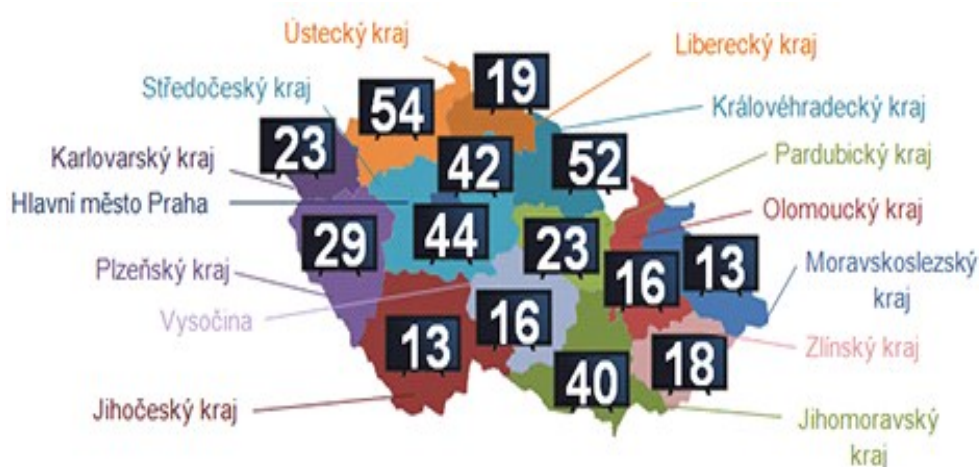 Ústecký kraj
Liberecký kraj
Středočeský kraj
19
54
Královéhradecký kraj
23
42
52
Karlovarský kraj
Pardubický kraj
Hlavní město Praha
Olomoucký kraj
29
44
23
16
13
Moravskoslezský
kraj
Plzeňský kraj
Vysočina
16
13
Zlínský kraj
18
40
Jihočeský kraj
Jihomoravský
kraj